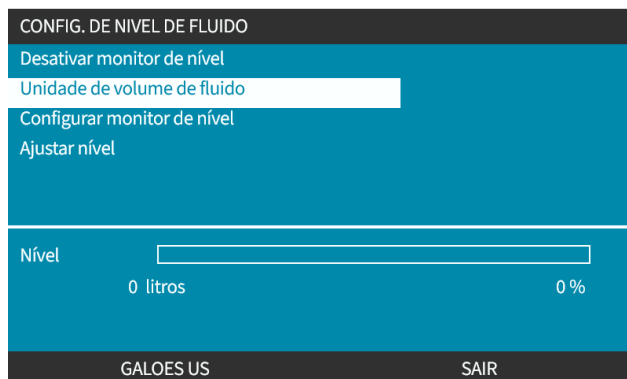 CONFIG. DE NIVEL DE FLUIDO
Desativar monitor de nível
Unidade de volume de fluido
Configurar monitor de nível
Ajustar nível
Nível
0 litros 0 %
GALOES US SAIR